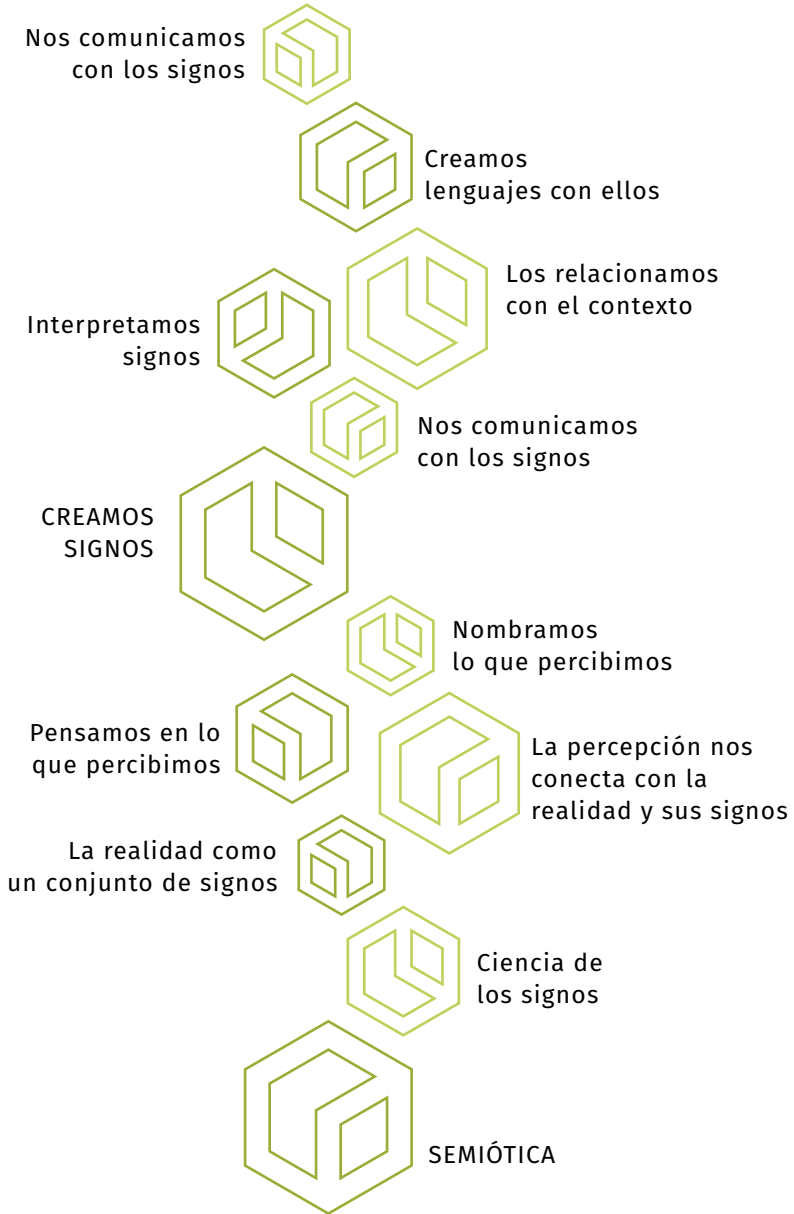 Nos comunicamos
con los signos
Creamos
lenguajes con ellos
Los relacionamos
con el contexto
Interpretamos
signos
Nos comunicamos
con los signos
CREAMOS
SIGNOS
Nombramos
lo que percibimos
Pensamos en lo
que percibimos
La percepción nos
conecta con la
realidad y sus signos
La realidad como
un conjunto de signos
Ciencia de
los signos
SEMIÓTICA